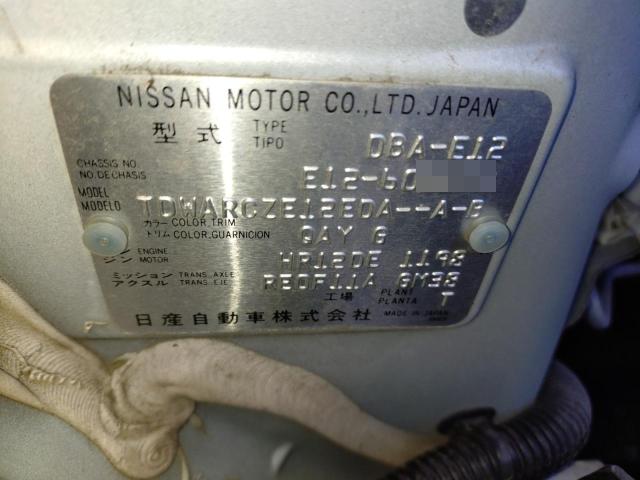 NISSAN MOTOR CO.,LTD. JAPAN
型式 TYPE TIPO DBA-E12
CHASSIS NO. NO. DE CHASIS E12-60
MODEL MODELO TDWARGZE12EDA--A-B
カラー COLOR,TRIM トリム COLOR,GUARNICION QAY G
ENGINE ジン MOTOR HR12DE 1198
ミッション TRANS.AXLE アクスル TRANS.EJE RE0F11A GM38
工場 PLANT PLANTA T
日産自動車株式会社 MADE IN JAPAN